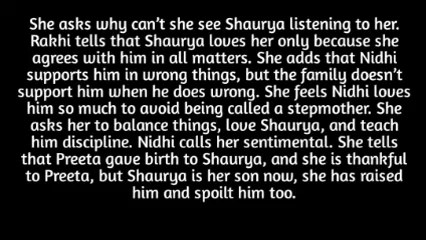 She asks why can't she see Shaurya listening to her.
Rakhi tells that Shaurya loves her only because she
agrees with him in all matters. She adds that Nidhi
supports him in wrong things, but the family doesn't
support him when he does wrong. She feels Nidhi loves
him so much to avoid being called a stepmother. She
asks her to balance things, love Shaurya, and teach
him discipline. Nidhi calls her sentimental. She tells
that Preeta gave birth to Shaurya, and she is thankful
to Preeta, but Shaurya is her son now, she has raised
him and spoilt him too.